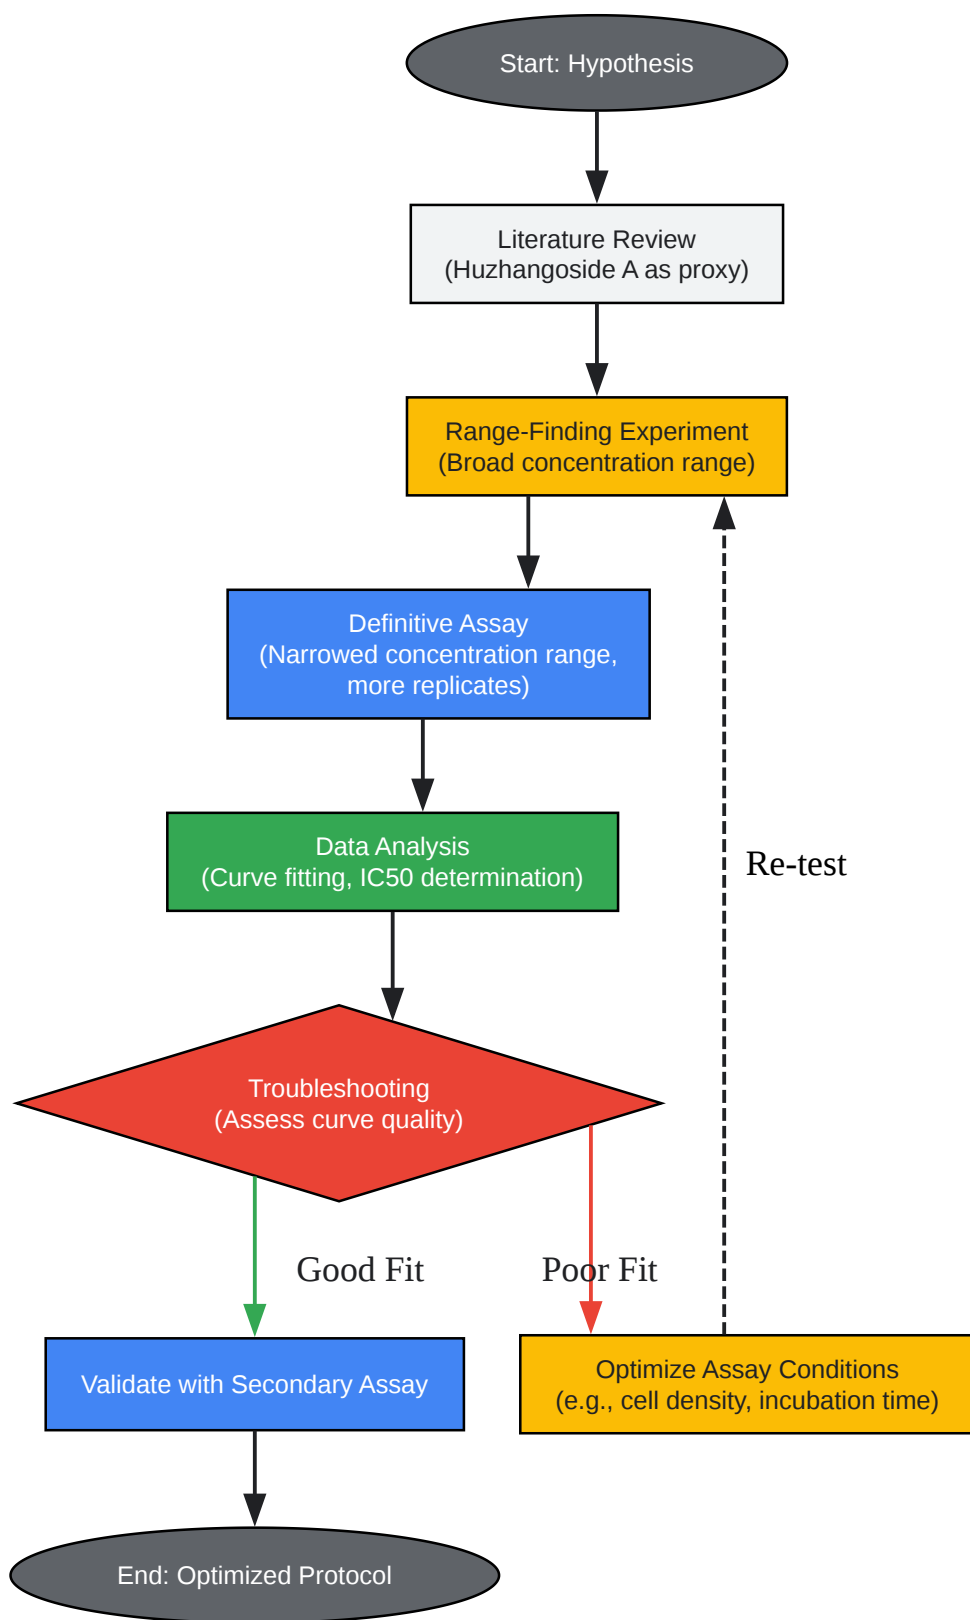 Start: Hypothesis
Literature Review
(Huzhangoside A as proxy)
Range-Finding Experiment
(Broad concentration range)
Definitive Assay
(Narrowed concentration range,
more replicates)
Data Analysis
(Curve fitting, IC50 determination)
Re-test
Troubleshooting
(Assess curve quality)
Good Fit
Poor Fit
Validate with Secondary Assay
Optimize Assay Conditions
(e.g., cell density, incubation time)
End: Optimized Protocol